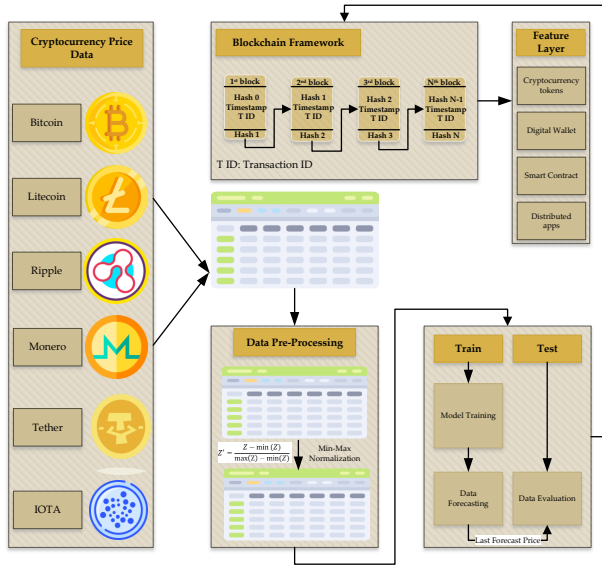 Cryptocurrency Price
Data
Bitcoin
Litecoin
Ripple
Monero
Tether
IOTA
Blockchain Framework
1st block
Hash 0
Timestamp
T ID
Hash 1
2nd block
Hash 1
Timestamp
T ID
Hash 2
3rd block
Hash 2
Timestamp
T ID
Hash 3
Nth block
Hash N-1
Timestamp
T ID
Hash N
T ID: Transaction ID
Feature
Layer
Cryptocurrency
tokens
Digital Wallet
Smart Contract
Distributed
apps
Data Pre-Processing
Z' = (Z − min (Z)) / (max(Z) − min(Z))
Min-Max
Normalization
Train
Test
Model Training
Data
Forecasting
Data Evaluation
Last Forecast Price